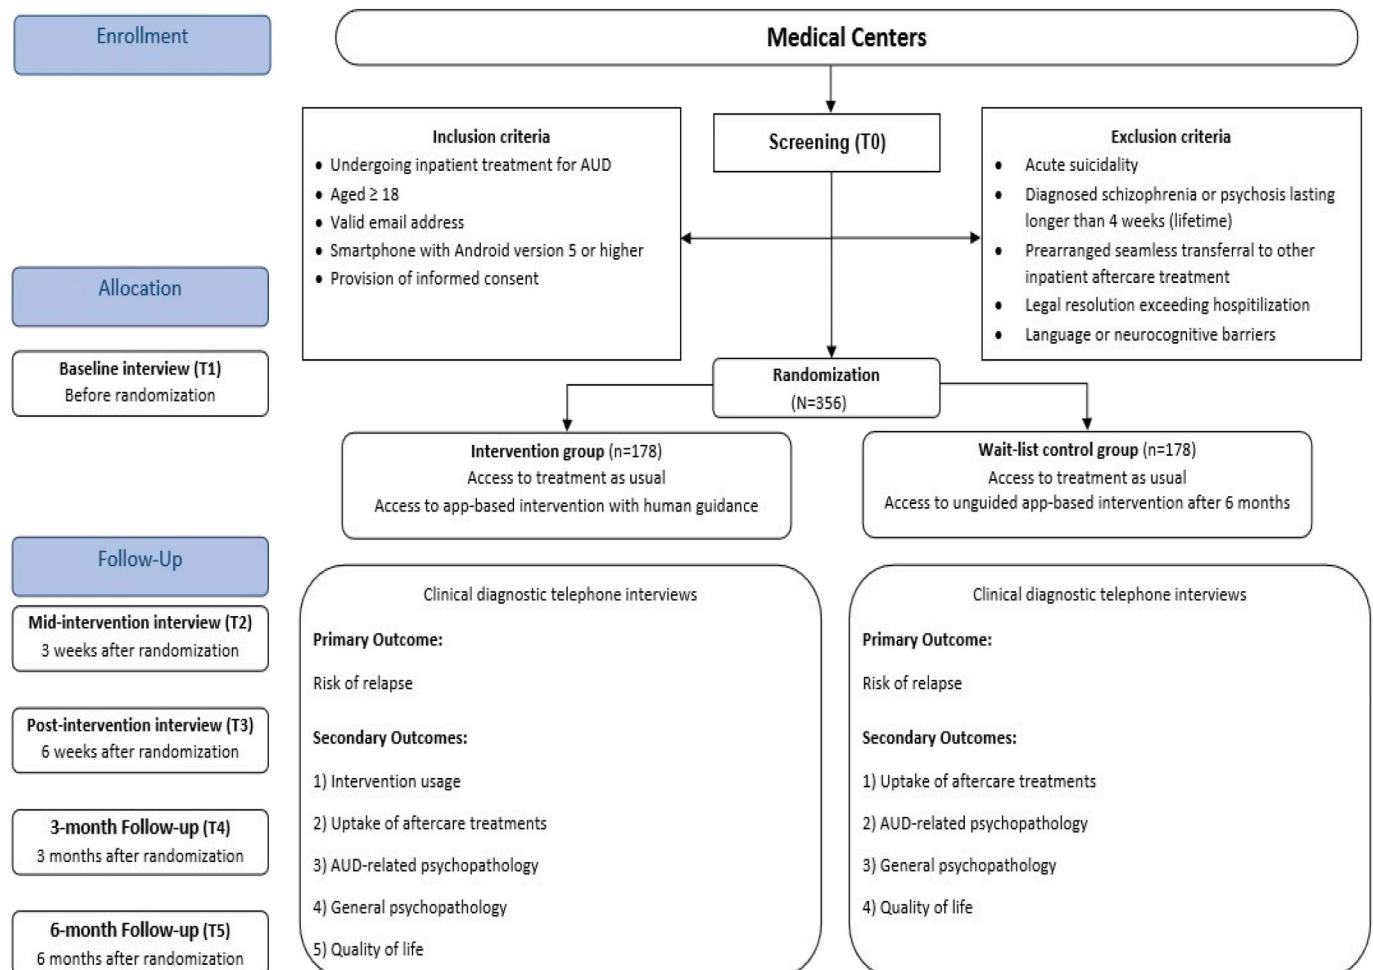 Enrollment
Medical Centers
Screening (T0)
Inclusion criteria
• Undergoing inpatient treatment for AUD
• Aged ≥ 18
• Valid email address
• Smartphone with Android version 5 or higher
• Provision of informed consent
Exclusion criteria
• Acute suicidality
• Diagnosed schizophrenia or psychosis lasting
longer than 4 weeks (lifetime)
• Prearranged seamless transferral to other
inpatient aftercare treatment
• Legal resolution exceeding hospitilization
• Language or neurocognitive barriers
Allocation
Baseline interview (T1)
Before randomization
Randomization
(N=356)
Intervention group (n=178)
Access to treatment as usual
Access to app-based intervention with human guidance
Wait-list control group (n=178)
Access to treatment as usual
Access to unguided app-based intervention after 6 months
Follow-Up
Mid-intervention interview (T2)
3 weeks after randomization
Post-intervention interview (T3)
6 weeks after randomization
3-month Follow-up (T4)
3 months after randomization
6-month Follow-up (T5)
6 months after randomization
Clinical diagnostic telephone interviews
Primary Outcome:
Risk of relapse
Secondary Outcomes:
1) Intervention usage
2) Uptake of aftercare treatments
3) AUD-related psychopathology
4) General psychopathology
5) Quality of life
Clinical diagnostic telephone interviews
Primary Outcome:
Risk of relapse
Secondary Outcomes:
1) Uptake of aftercare treatments
2) AUD-related psychopathology
3) General psychopathology
4) Quality of life